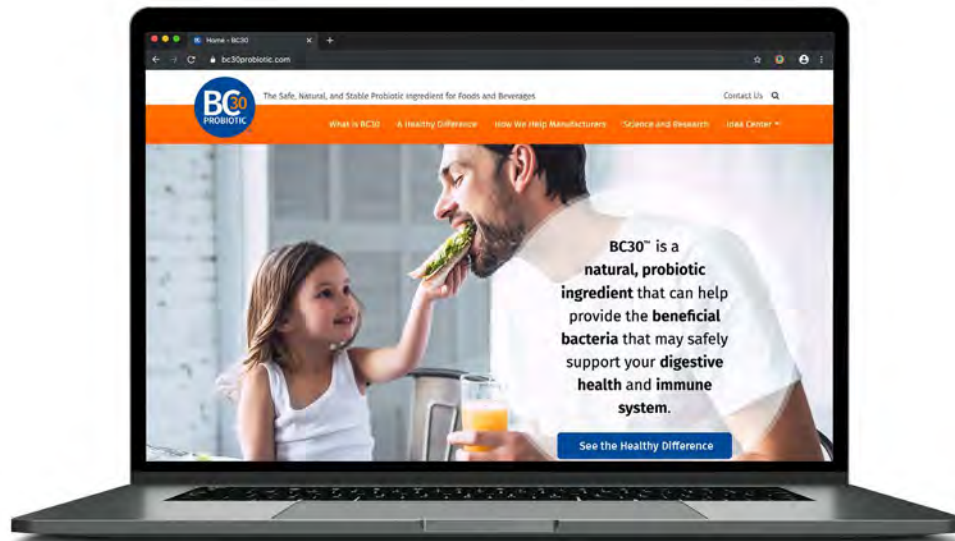 Home - BC30
bc30probiotic.com
BC30
PROBIOTIC
The Safe, Natural, and Stable Probiotic Ingredient for Foods and Beverages
Contact Us
What is BC30 A Healthy Difference How We Help Manufacturers Science and Research Idea Center
BC30™ is a
natural, probiotic
ingredient that can help
provide the beneficial
bacteria that may safely
support your digestive
health and immune
system.
See the Healthy Difference